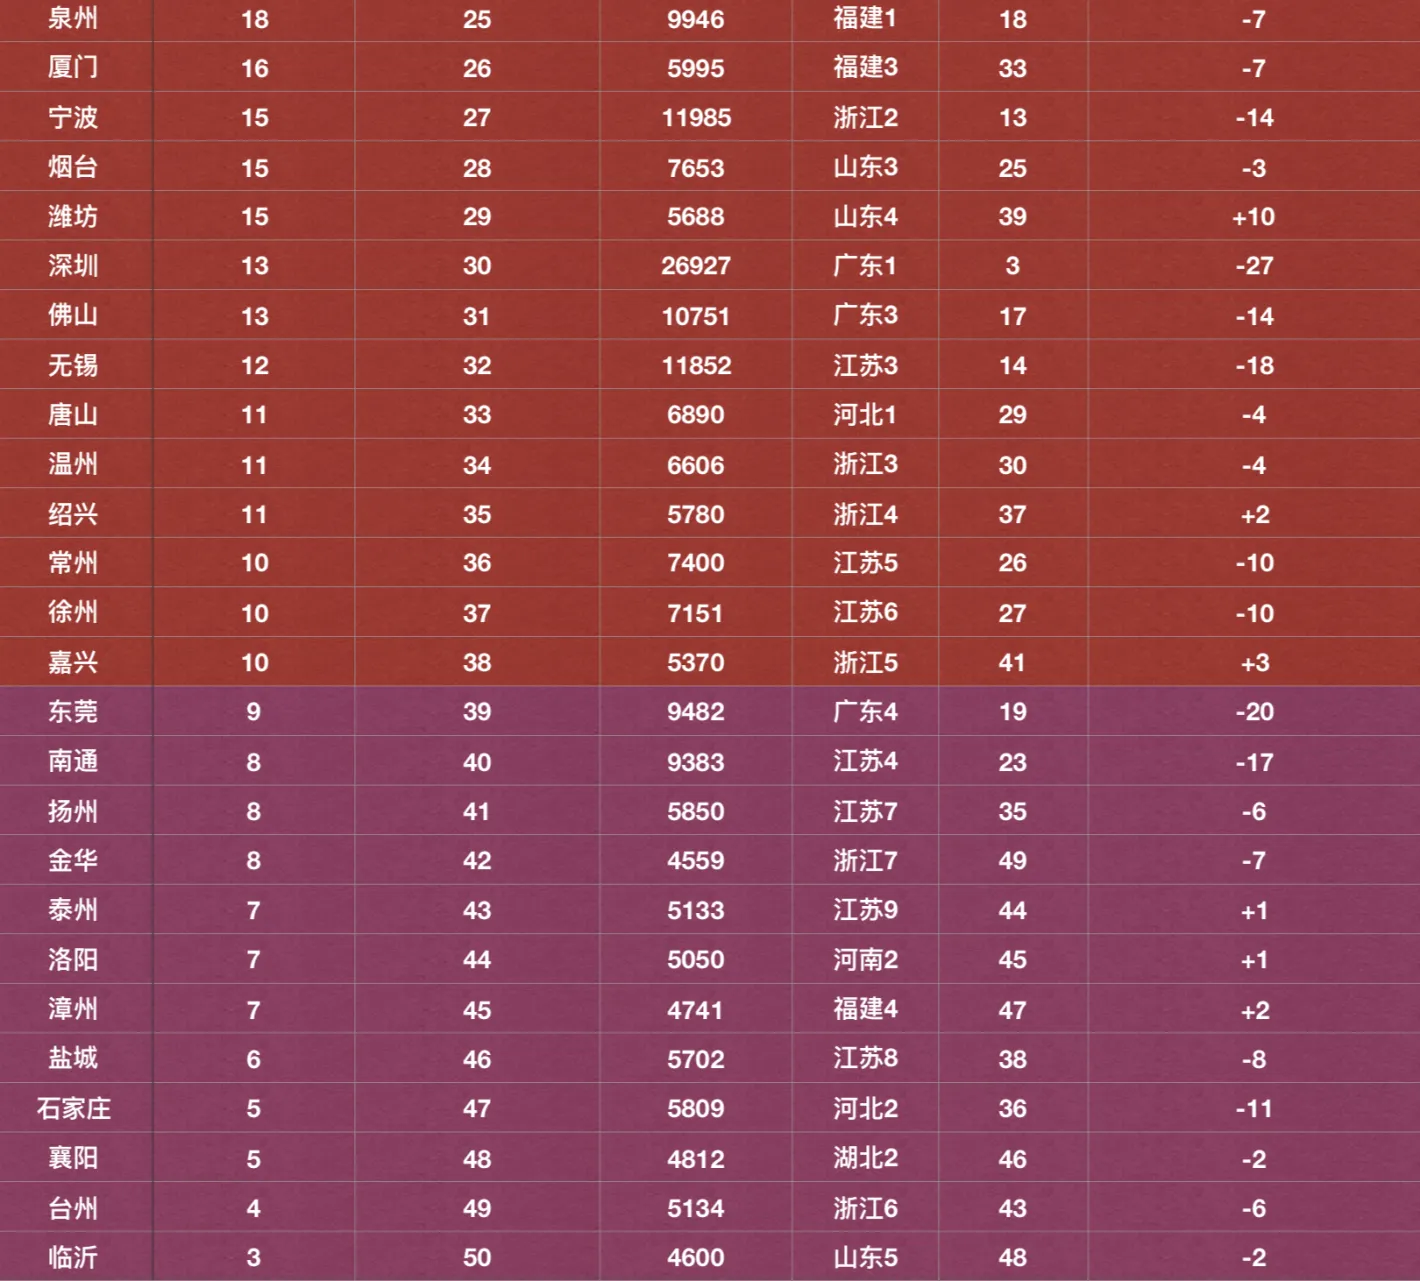 泉州 18 25 9946 福建1 18 -7
厦门 16 26 5995 福建3 33 -7
宁波 15 27 11985 浙江2 13 -14
烟台 15 28 7653 山东3 25 -3
潍坊 15 29 5688 山东4 39 +10
深圳 13 30 26927 广东1 3 -27
佛山 13 31 10751 广东3 17 -14
无锡 12 32 11852 江苏3 14 -18
唐山 11 33 6890 河北1 29 -4
温州 11 34 6606 浙江3 30 -4
绍兴 11 35 5780 浙江4 37 +2
常州 10 36 7400 江苏5 26 -10
徐州 10 37 7151 江苏6 27 -10
嘉兴 10 38 5370 浙江5 41 +3
东莞 9 39 9482 广东4 19 -20
南通 8 40 9383 江苏4 23 -17
扬州 8 41 5850 江苏7 35 -6
金华 8 42 4559 浙江7 49 -7
泰州 7 43 5133 江苏9 44 +1
洛阳 7 44 5050 河南2 45 +1
漳州 7 45 4741 福建4 47 +2
盐城 6 46 5702 江苏8 38 -8
石家庄 5 47 5809 河北2 36 -11
襄阳 5 48 4812 湖北2 46 -2
台州 4 49 5134 浙江6 43 -6
临沂 3 50 4600 山东5 48 -2